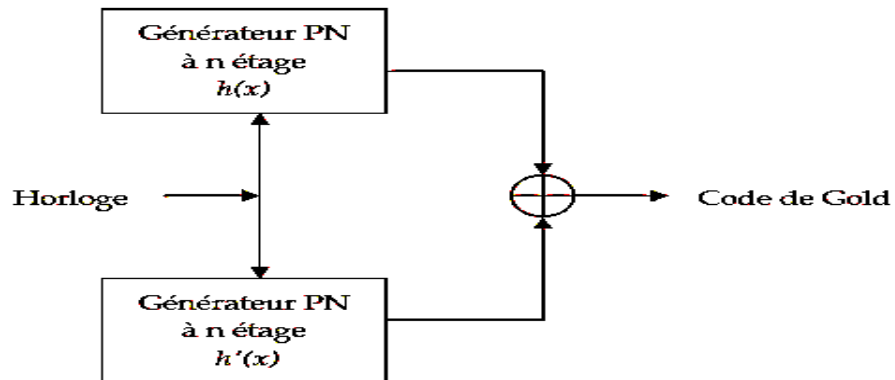 Générateur PN
à n étage
h(x)
Horloge
Code de Gold
Générateur PN
à n étage
h'(x)